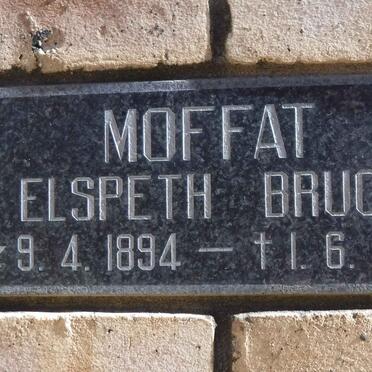 MOFFAT
ELSPETH BRUC
9. 4. 1894 — † 1. 6.